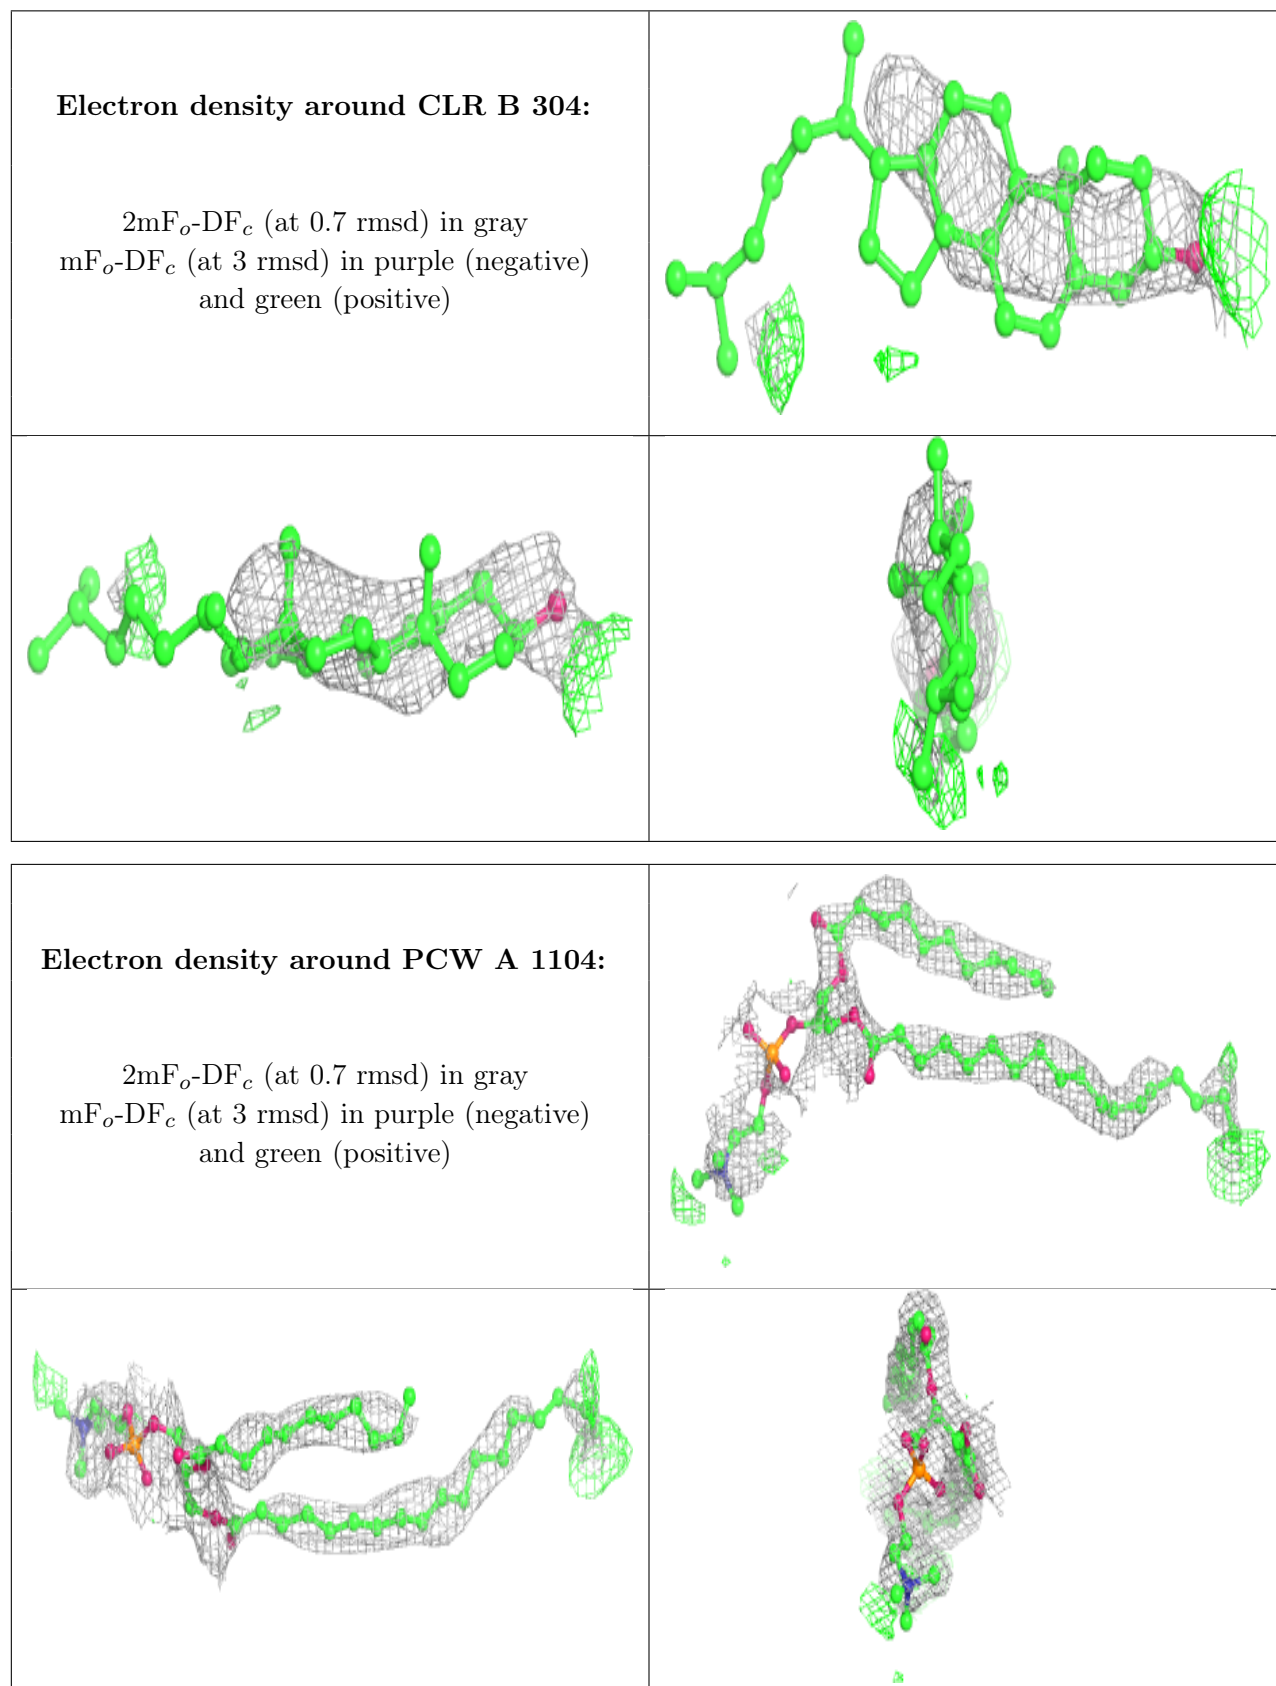 Electron density around CLR B 304:
2mFo-DFc (at 0.7 rmsd) in gray
mFo-DFc (at 3 rmsd) in purple (negative)
and green (positive)
Electron density around PCW A 1104:
2mFo-DFc (at 0.7 rmsd) in gray
mFo-DFc (at 3 rmsd) in purple (negative)
and green (positive)